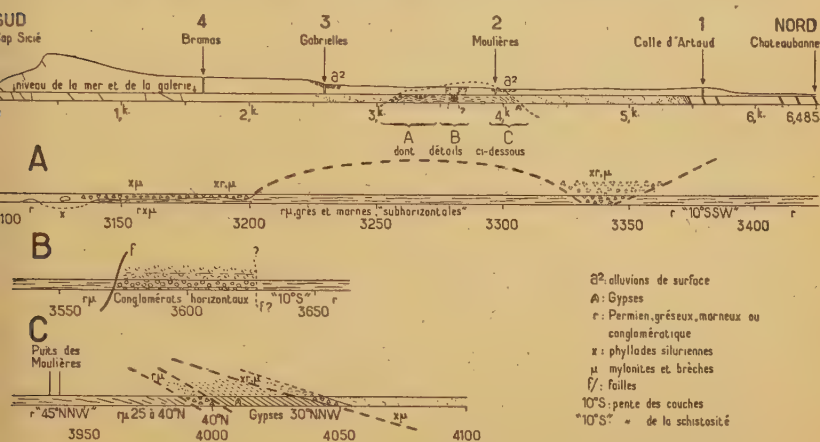 SUD 4 3 2 1 NORD
ap Sicié Bramas Gabrielles Moulières Colle d'Artaud Chateaubanne
a² a²
niveau de la mer et de la galerie
1,k. 2,k. 3,k. 4,k. 5,k. 6,k. 6,485
A B C
dont détails ci-dessous
A
xμ xr,μ xr,μ
r x rxμ rμ, grès et marnes, "subhorizontales" r "10°SSW" r
100 3150 3200 3250 3300 3350 3400
B
f ?
rμ Conglomérats horizontaux f? "10°S" r
3550 3600 3650
C
Puits des
Moulières
rμ xr,μ
r "45°NNW" rμ 25 à 40°N 40°N Gypses 30°NNW xμ
3950 4000 4050 4100
a²: alluvions de surface
A: Gypses
r: Permien, gréseux, marneux ou
conglomératique
x: phyllades siluriennes
μ mylonites et brèches
f/: failles
10°S: pente des couches
"10°S": " de la schistosité